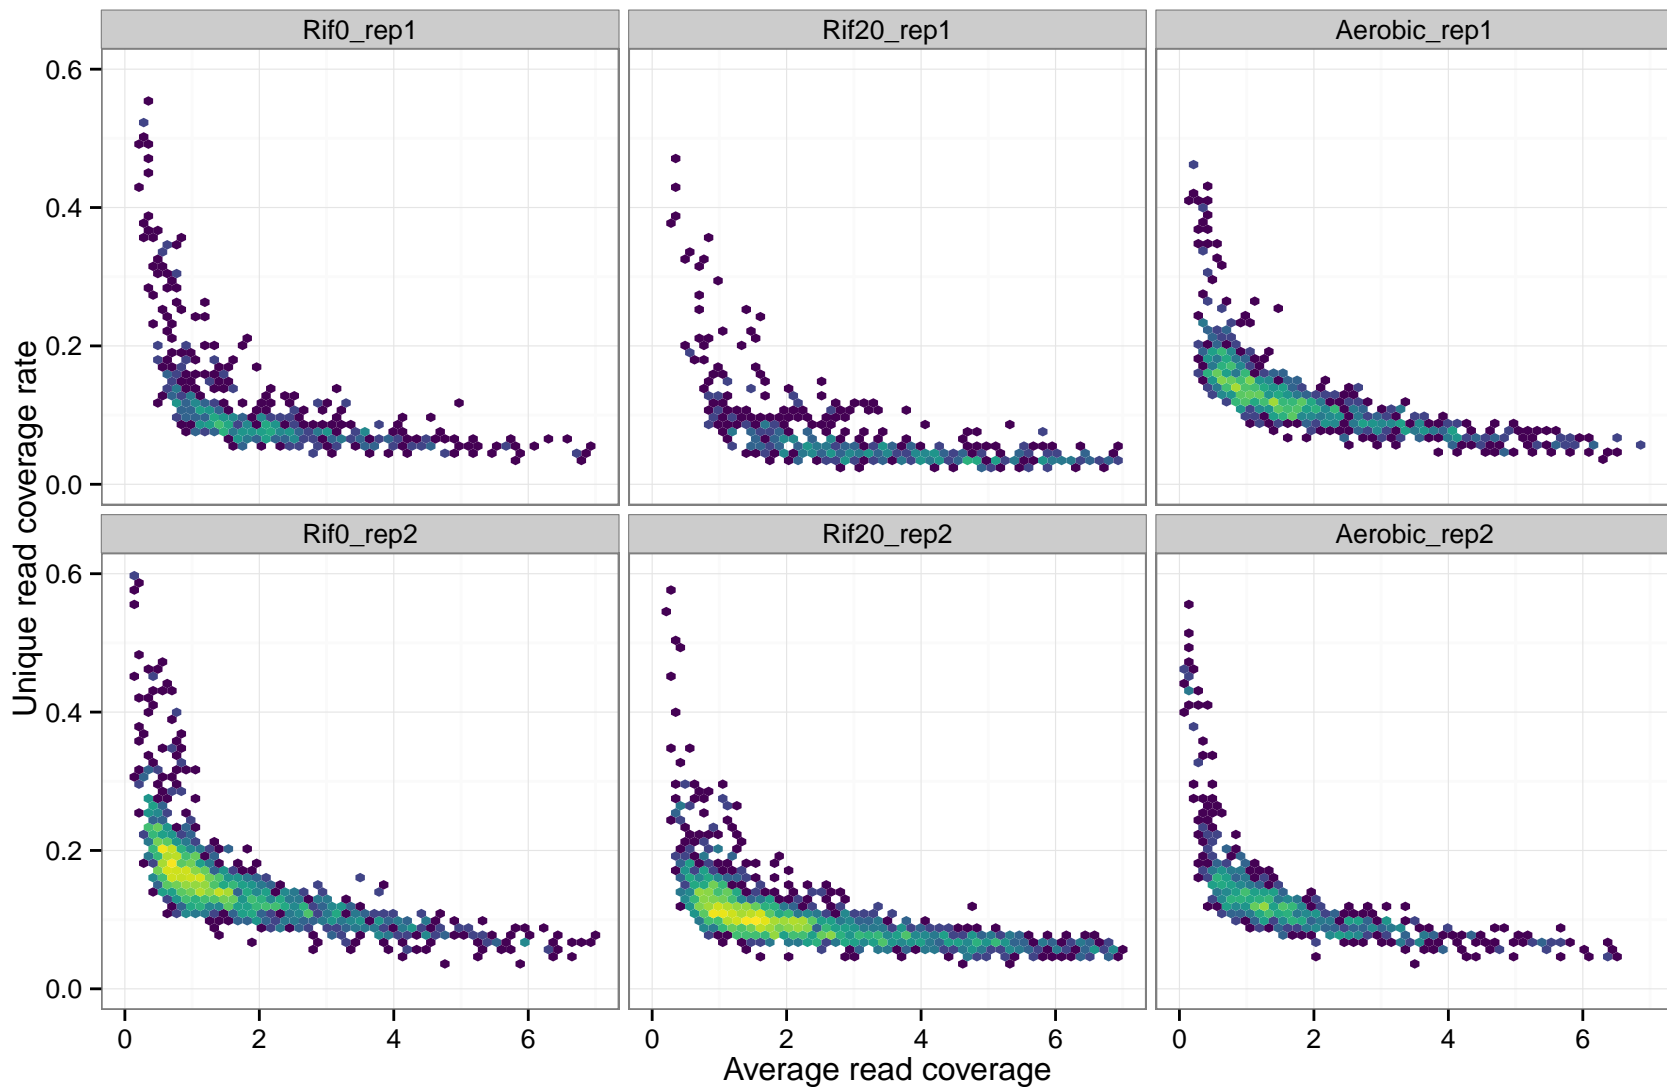 Rif0_rep1 Rif20_rep1 Aerobic_rep1
0.6
0.4
0.2
0.0
Unique read coverage rate
Rif0_rep2 Rif20_rep2 Aerobic_rep2
0.6
0.4
0.2
0.0
0 2 4 6 0 2 4 6 0 2 4 6
Average read coverage